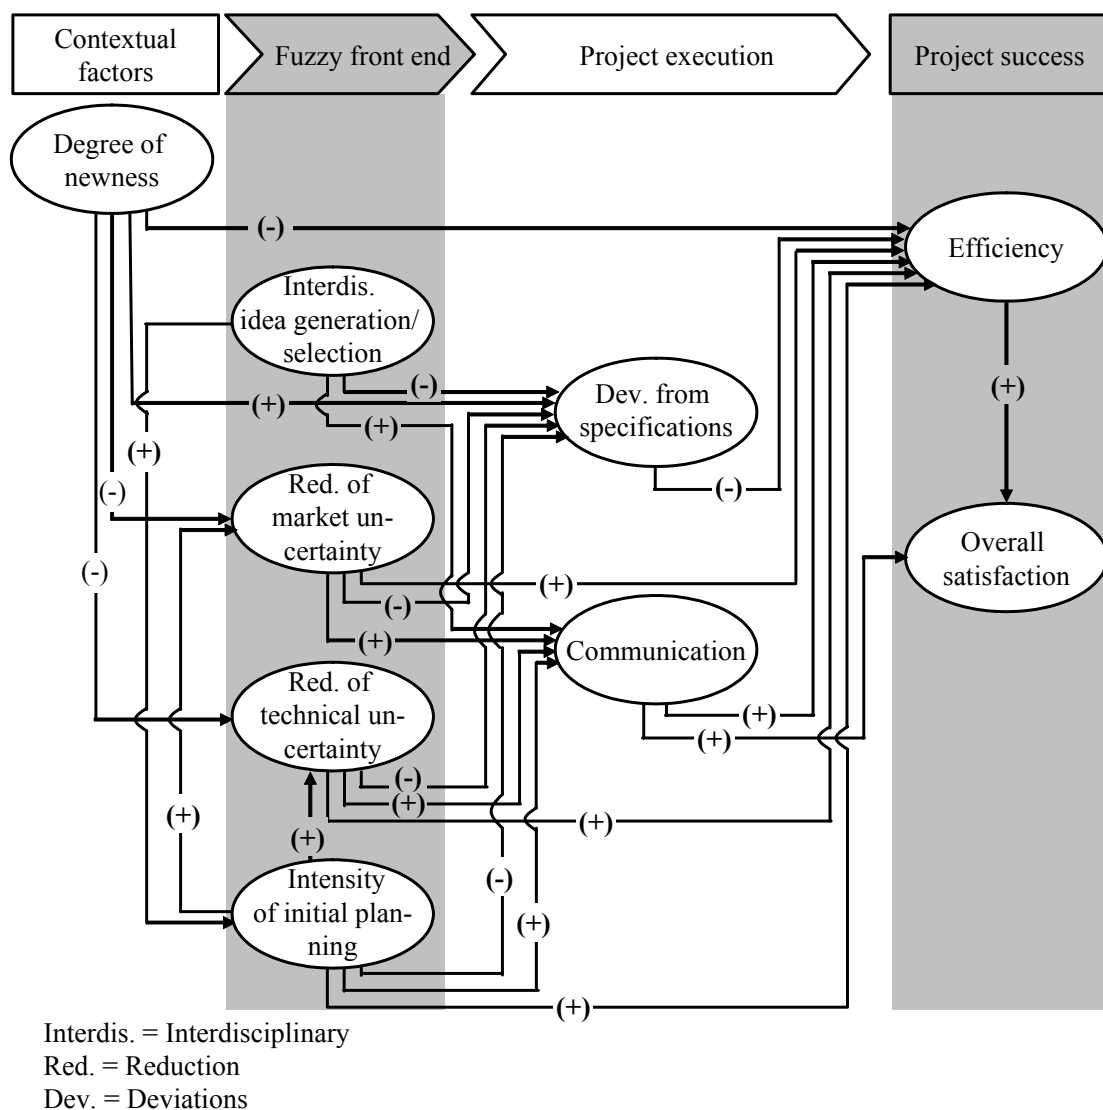 Contextual
factors
Fuzzy front end
Project execution
Project success
Degree of
newness
(-)
Efficiency
Interdis.
idea generation/
selection
(-)
(+)
(+)
(+)
(+)
Dev. from
specifications
(-)
(-)
Red. of
market un-
certainty
(-)
(+)
(-)
(+)
Overall
satisfaction
Communication
Red. of
technical un-
certainty
(+)
(+)
(-)
(+)
(+)
(+)
(+)
(-)
(+)
Intensity
of initial plan-
ning
(+)
Interdis. = Interdisciplinary
Red. = Reduction
Dev. = Deviations